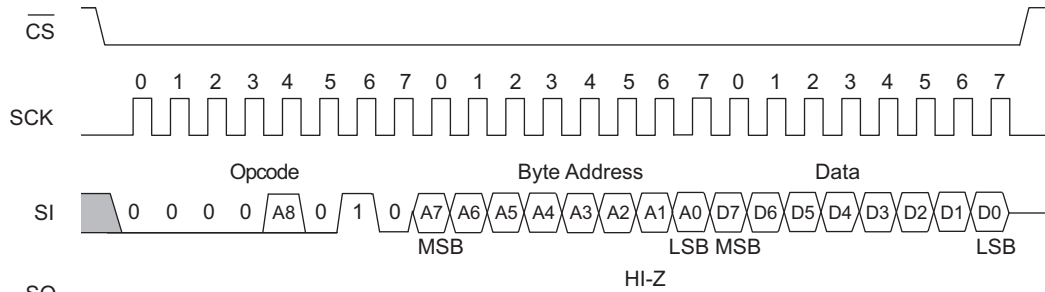 CS
0 1 2 3 4 5 6 7 0 1 2 3 4 5 6 7 0 1 2 3 4 5 6 7
SCK
Opcode Byte Address Data
SI 0 0 0 0 A8 0 1 0 A7 A6 A5 A4 A3 A2 A1 A0 D7 D6 D5 D4 D3 D2 D1 D0
MSB LSB MSB LSB
HI-Z